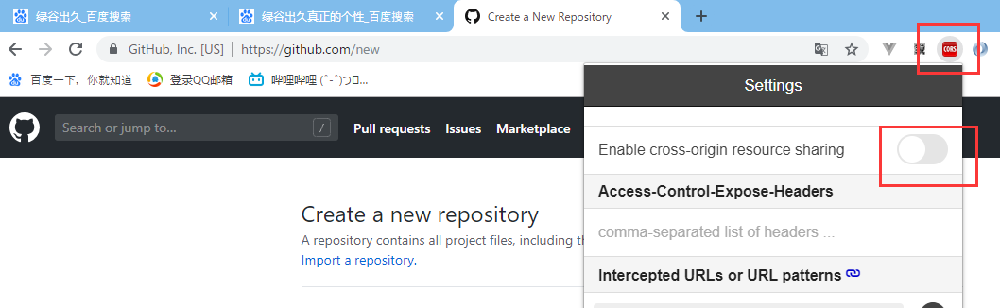 绿谷出久_百度搜索
绿谷出久真正的个性_百度搜索
Create a New Repository
GitHub, Inc. [US] | https://github.com/new
CORS
百度一下，你就知道
登录QQ邮箱
哔哩哔哩 (゜-゜)つロ...
Settings
Search or jump to...
/
Pull requests
Issues
Marketplace
Enable cross-origin resource sharing
Access-Control-Expose-Headers
Create a new repository
comma-separated list of headers ...
A repository contains all project files, including th
Import a repository.
Intercepted URLs or URL patterns